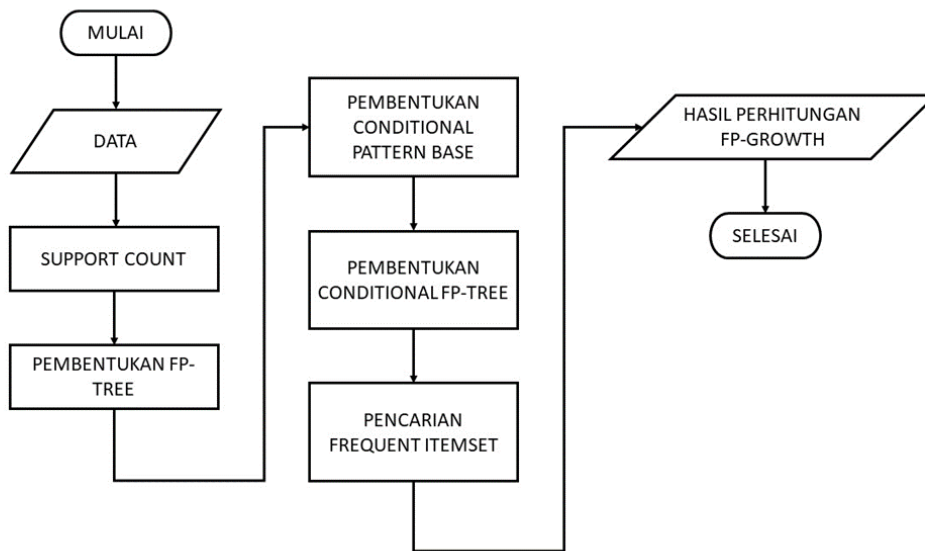 MULAI
DATA
SUPPORT COUNT
PEMBENTUKAN FP-
TREE
PEMBENTUKAN
CONDITIONAL
PATTERN BASE
PEMBENTUKAN
CONDITIONAL FP-TREE
PENCARIAN
FREQUENT ITEMSET
HASIL PERHITUNGAN
FP-GROWTH
SELESAI